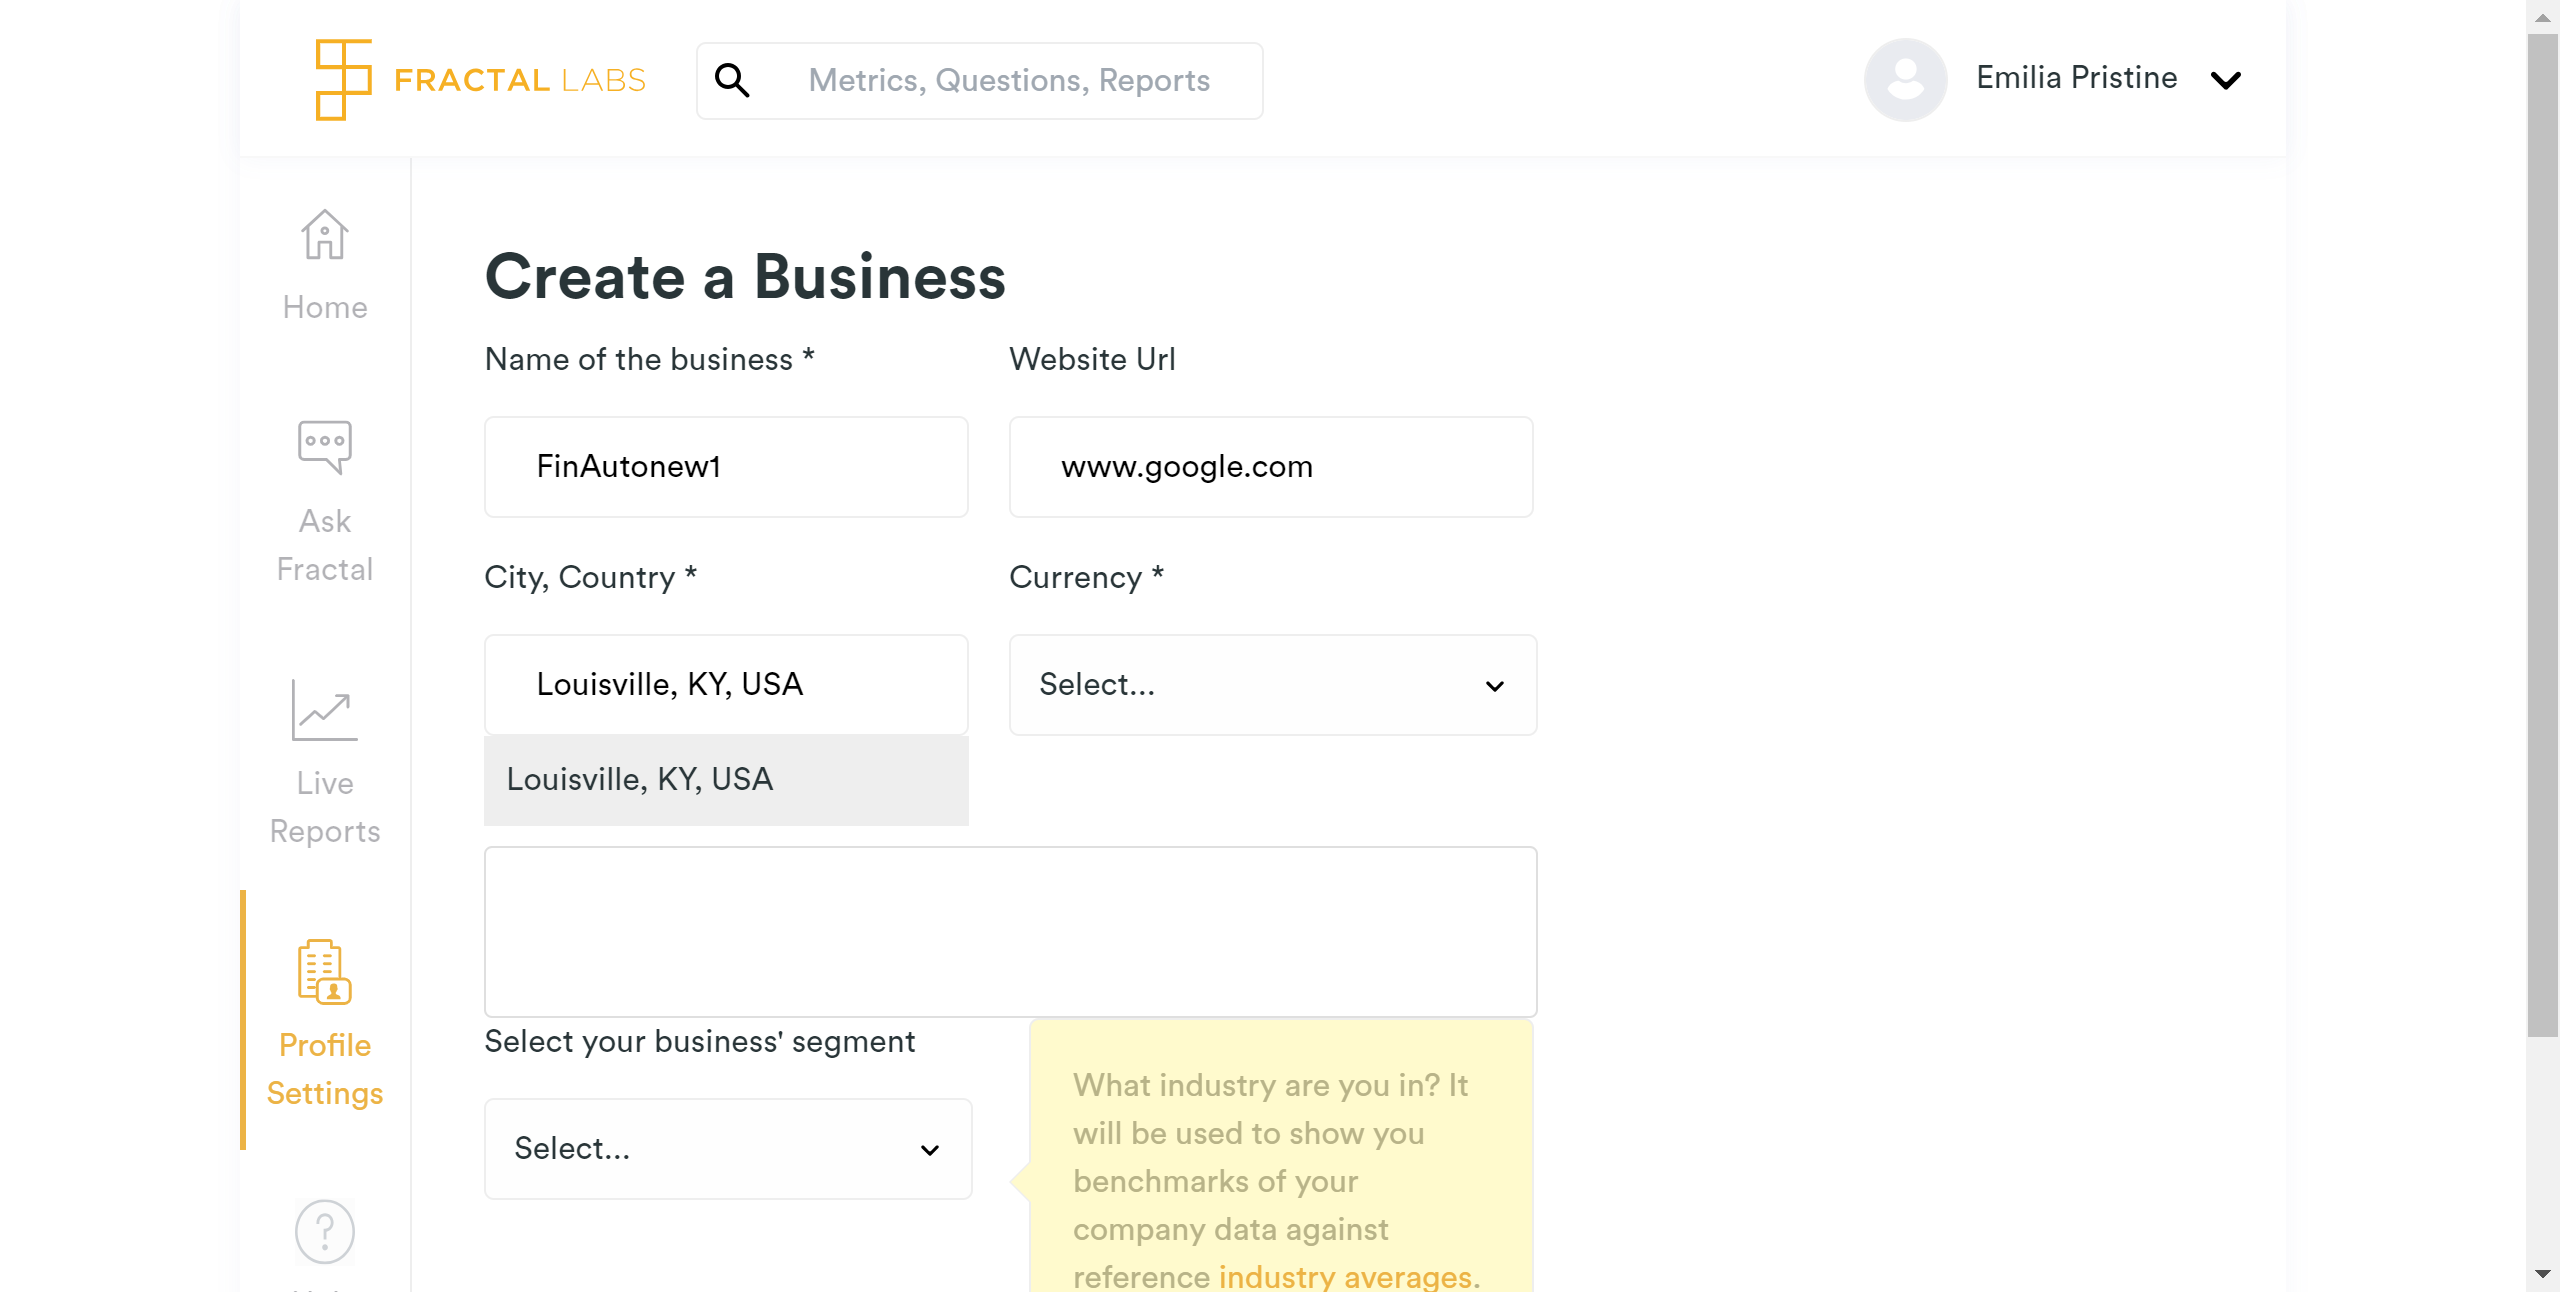 FRACTAL LABS
Metrics, Questions, Reports
Emilia Pristine
Home
Ask
Fractal
Live
Reports
Profile
Settings
?
Create a Business
Name of the business *
Website Url
FinAutonew1
www.google.com
City, Country *
Currency *
Louisville, KY, USA
Select...
Louisville, KY, USA
Select your business' segment
Select...
What industry are you in? It
will be used to show you
benchmarks of your
company data against
reference industry averages.